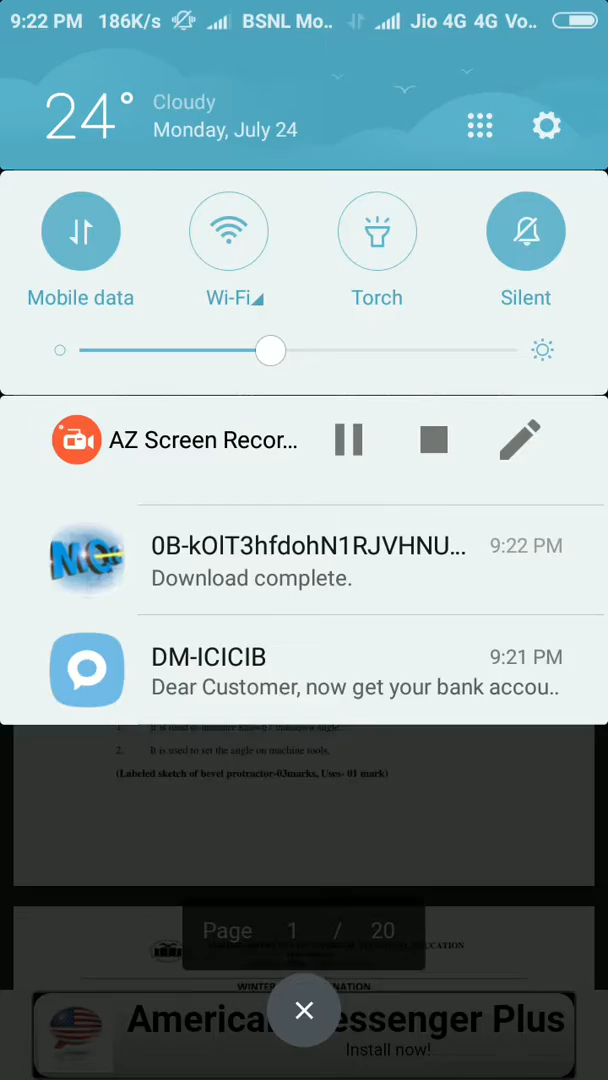 9:22 PM 186K/s BSNL Mo.. Jio 4G 4G Vo..
24° Cloudy
Monday, July 24
Mobile data Wi-Fi Torch Silent
AZ Screen Recor...
0B-kOlT3hfdohN1RJVHNU... 9:22 PM
Download complete.
DM-ICICIB 9:21 PM
Dear Customer, now get your bank accou..
2. It is used to set the angle on machine tools.
(Labeled sketch of bevel protractor-03marks, Uses- 01 mark)
Page 1 / 20
American Messenger Plus
Install now!